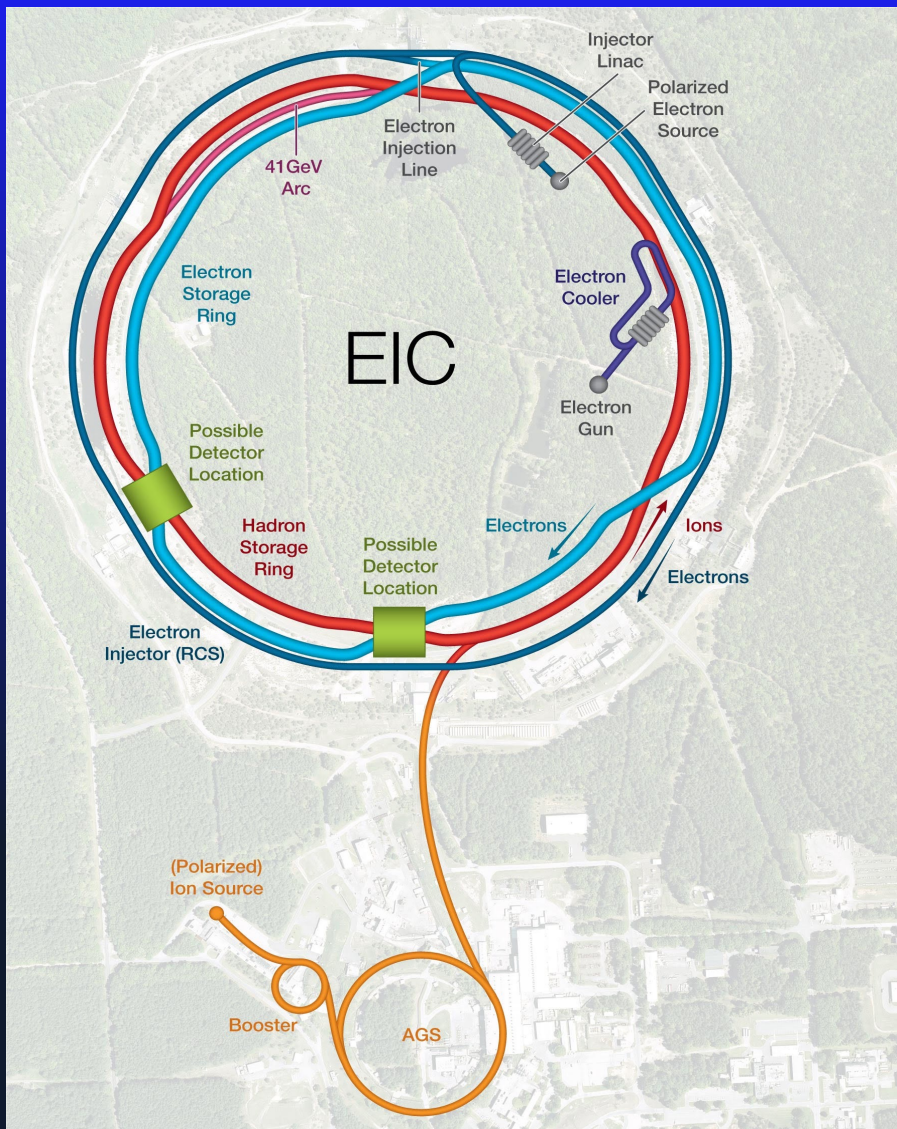 Injector
Linac
Polarized
Electron
Source
Electron
Injection
Line
41GeV
Arc
Electron
Storage
Ring
Electron
Cooler
EIC
Electron
Gun
Possible
Detector
Location
Hadron
Storage
Ring
Possible
Detector
Location
Electrons
Ions
Electrons
Electron
Injector (RCS)
(Polarized)
Ion Source
Booster
AGS